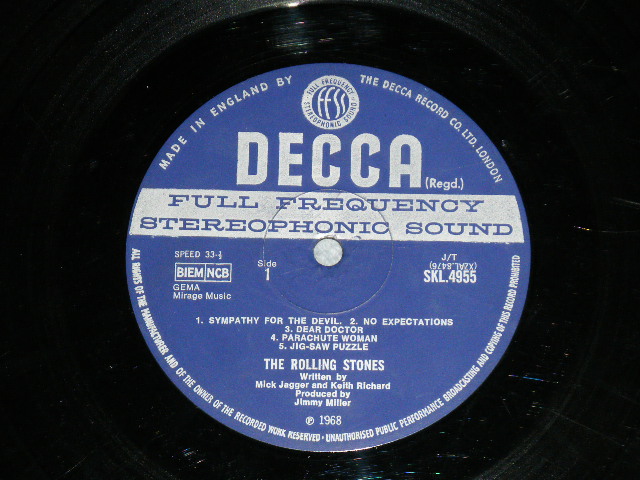 MADE IN ENGLAND BY THE DECCA RECORD CO. LTD. LONDON
FULL FREQUENCY
FFSS
STEREOPHONIC SOUND
DECCA (Regd.)
FULL FREQUENCY
STEREOPHONIC SOUND
SPEED 33⅓
BIEM NCB
GEMA
Mirage Music
Side
1
J/T
(XZAL.8476)
SKL.4955
1. SYMPATHY FOR THE DEVIL. 2. NO EXPECTATIONS
3. DEAR DOCTOR
4. PARACHUTE WOMAN
5. JIG-SAW PUZZLE
THE ROLLING STONES
Written by
Mick Jagger and Keith Richard
Produced by
Jimmy Miller
℗ 1968
ALL RIGHTS OF THE MANUFACTURER AND OF THE OWNER OF THE RECORDED WORK RESERVED · UNAUTHORISED PUBLIC PERFORMANCE BROADCASTING AND COPYING OF THIS RECORD PROHIBITED